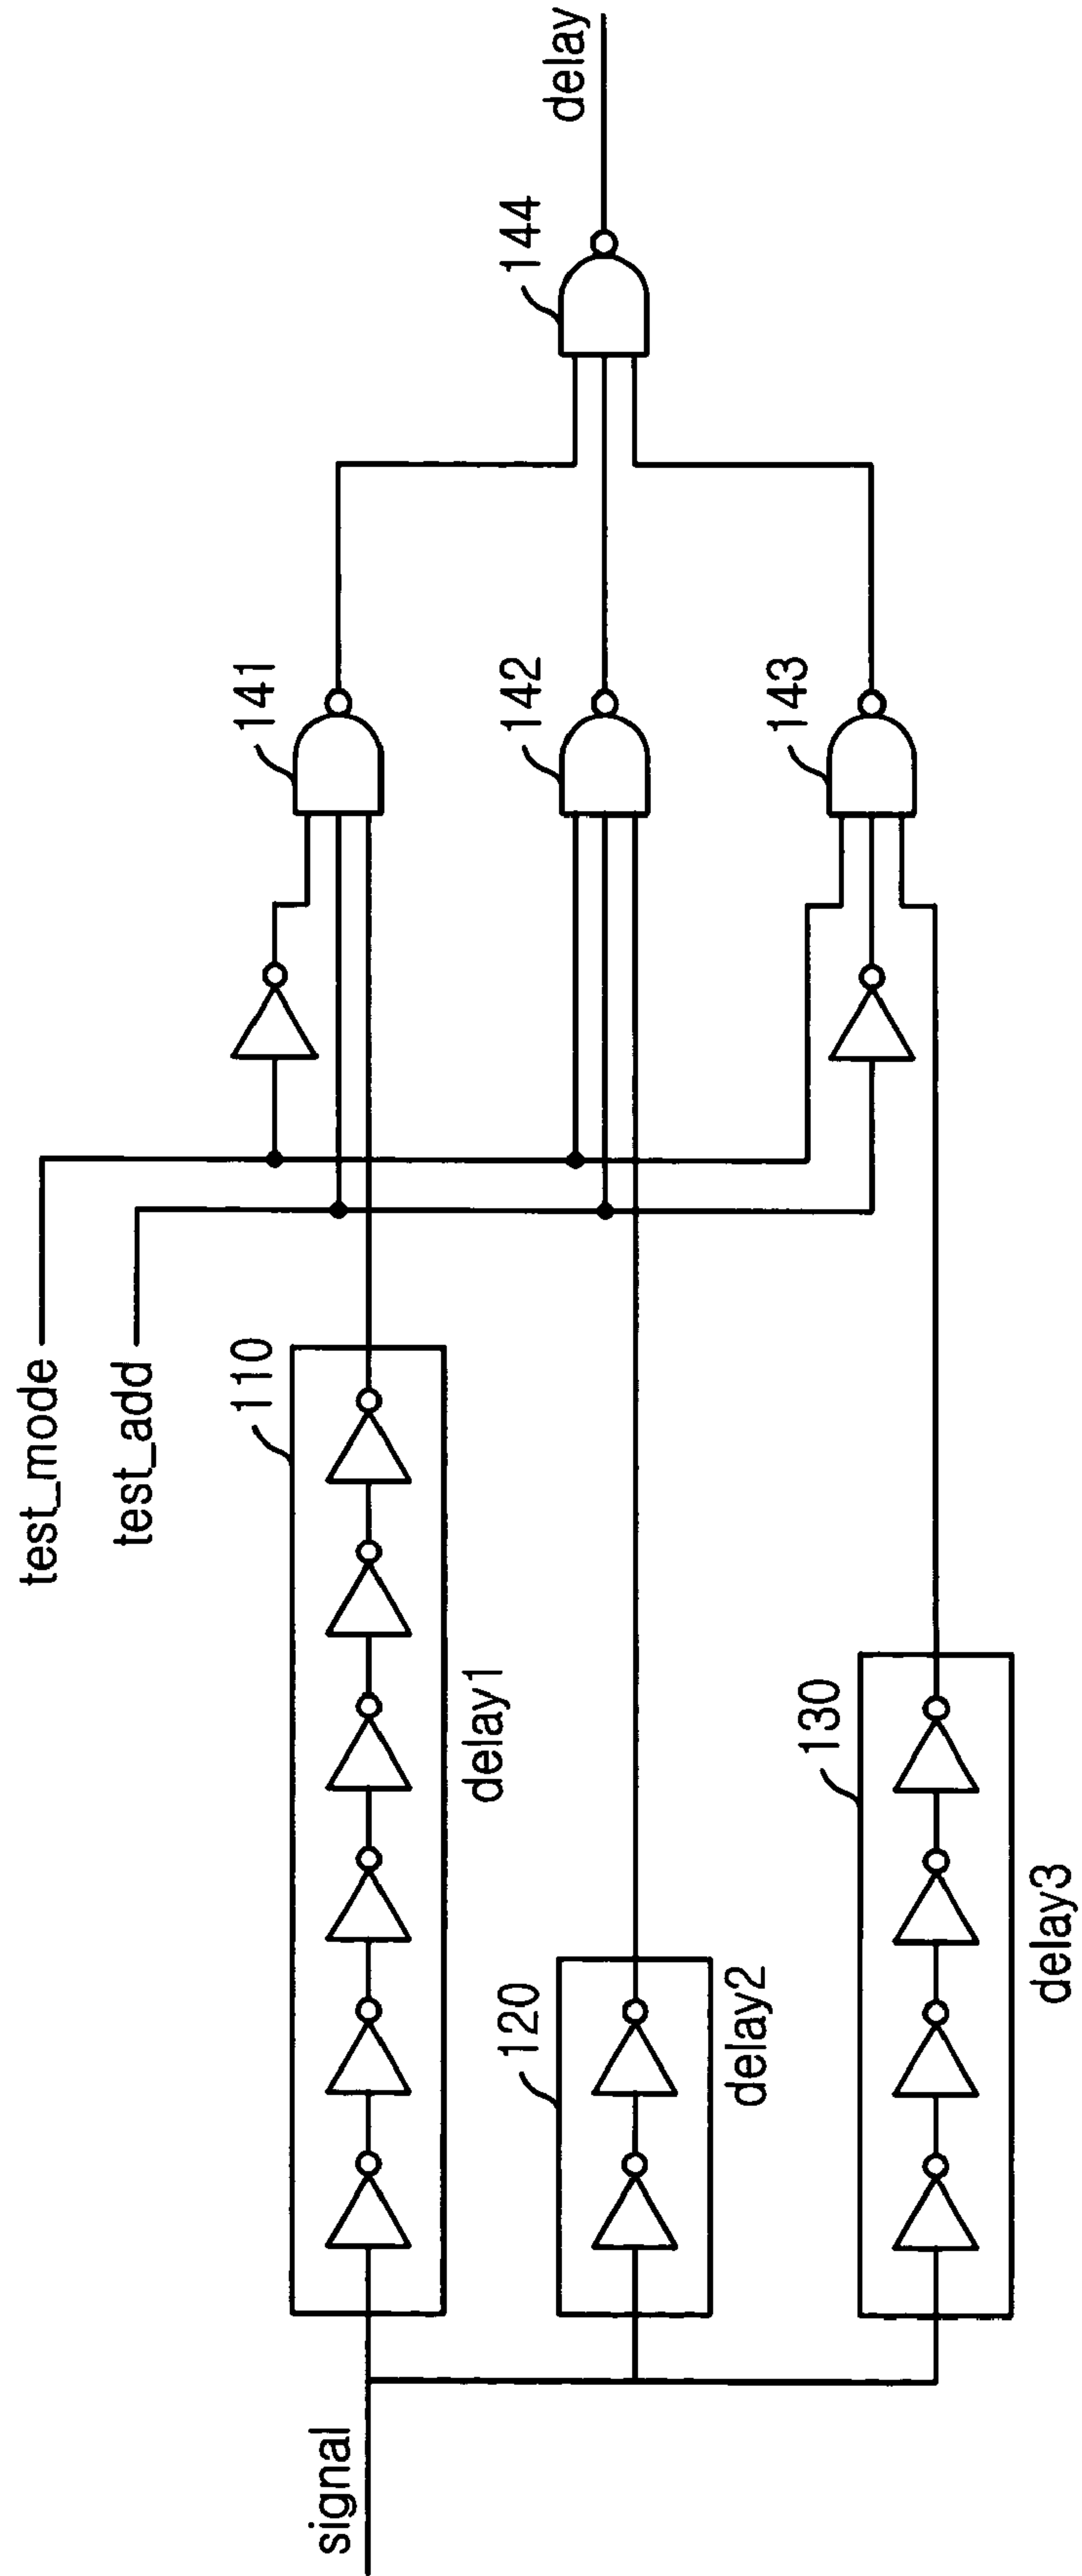 test_mode
test_add
110
delay1
signal
120
delay2
130
delay3
141
142
143
144
delay